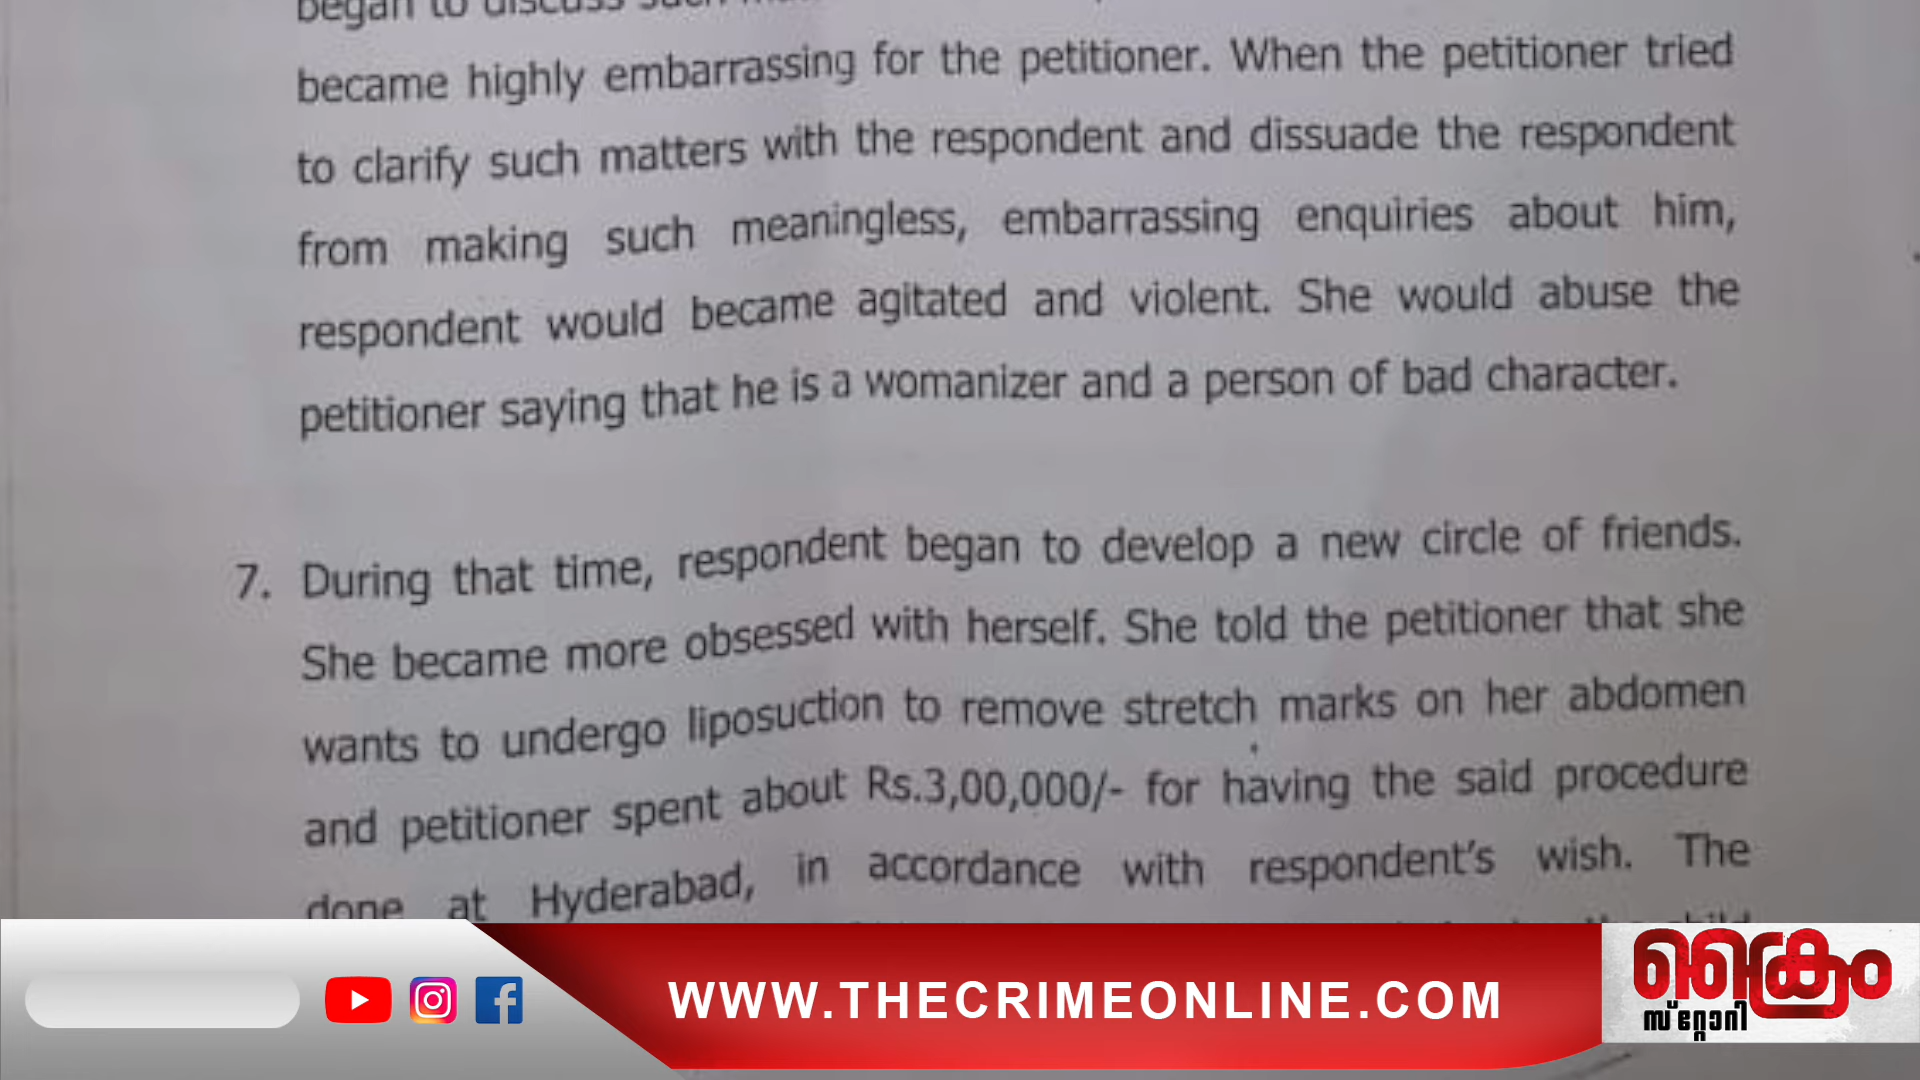 began to discuss such
became highly embarrassing for the petitioner. When the petitioner tried
to clarify such matters with the respondent and dissuade the respondent
from making such meaningless, embarrassing enquiries about him,
respondent would became agitated and violent. She would abuse the
petitioner saying that he is a womanizer and a person of bad character.
7. During that time, respondent began to develop a new circle of friends.
She became more obsessed with herself. She told the petitioner that she
wants to undergo liposuction to remove stretch marks on her abdomen
and petitioner spent about Rs.3,00,000/- for having the said procedure
done at Hyderabad, in accordance with respondent's wish. The
WWW.THECRIMEONLINE.COM
ക്രൈം
സ്റ്റോറി